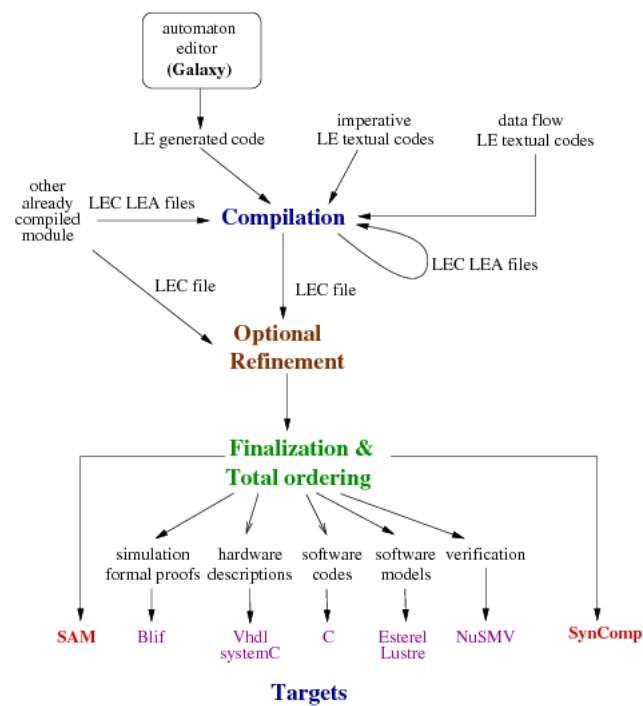 automaton
editor
(Galaxy)
LE generated code
imperative
LE textual codes
data flow
LE textual codes
other
already
compiled
module
LEC LEA files
Compilation
LEC LEA files
LEC file
LEC file
Optional
Refinement
Finalization &
Total ordering
simulation
formal proofs
hardware
descriptions
software
codes
software
models
verification
SAM
Blif
Vhdl
systemC
C
Esterel
Lustre
NuSMV
SynComp
Targets